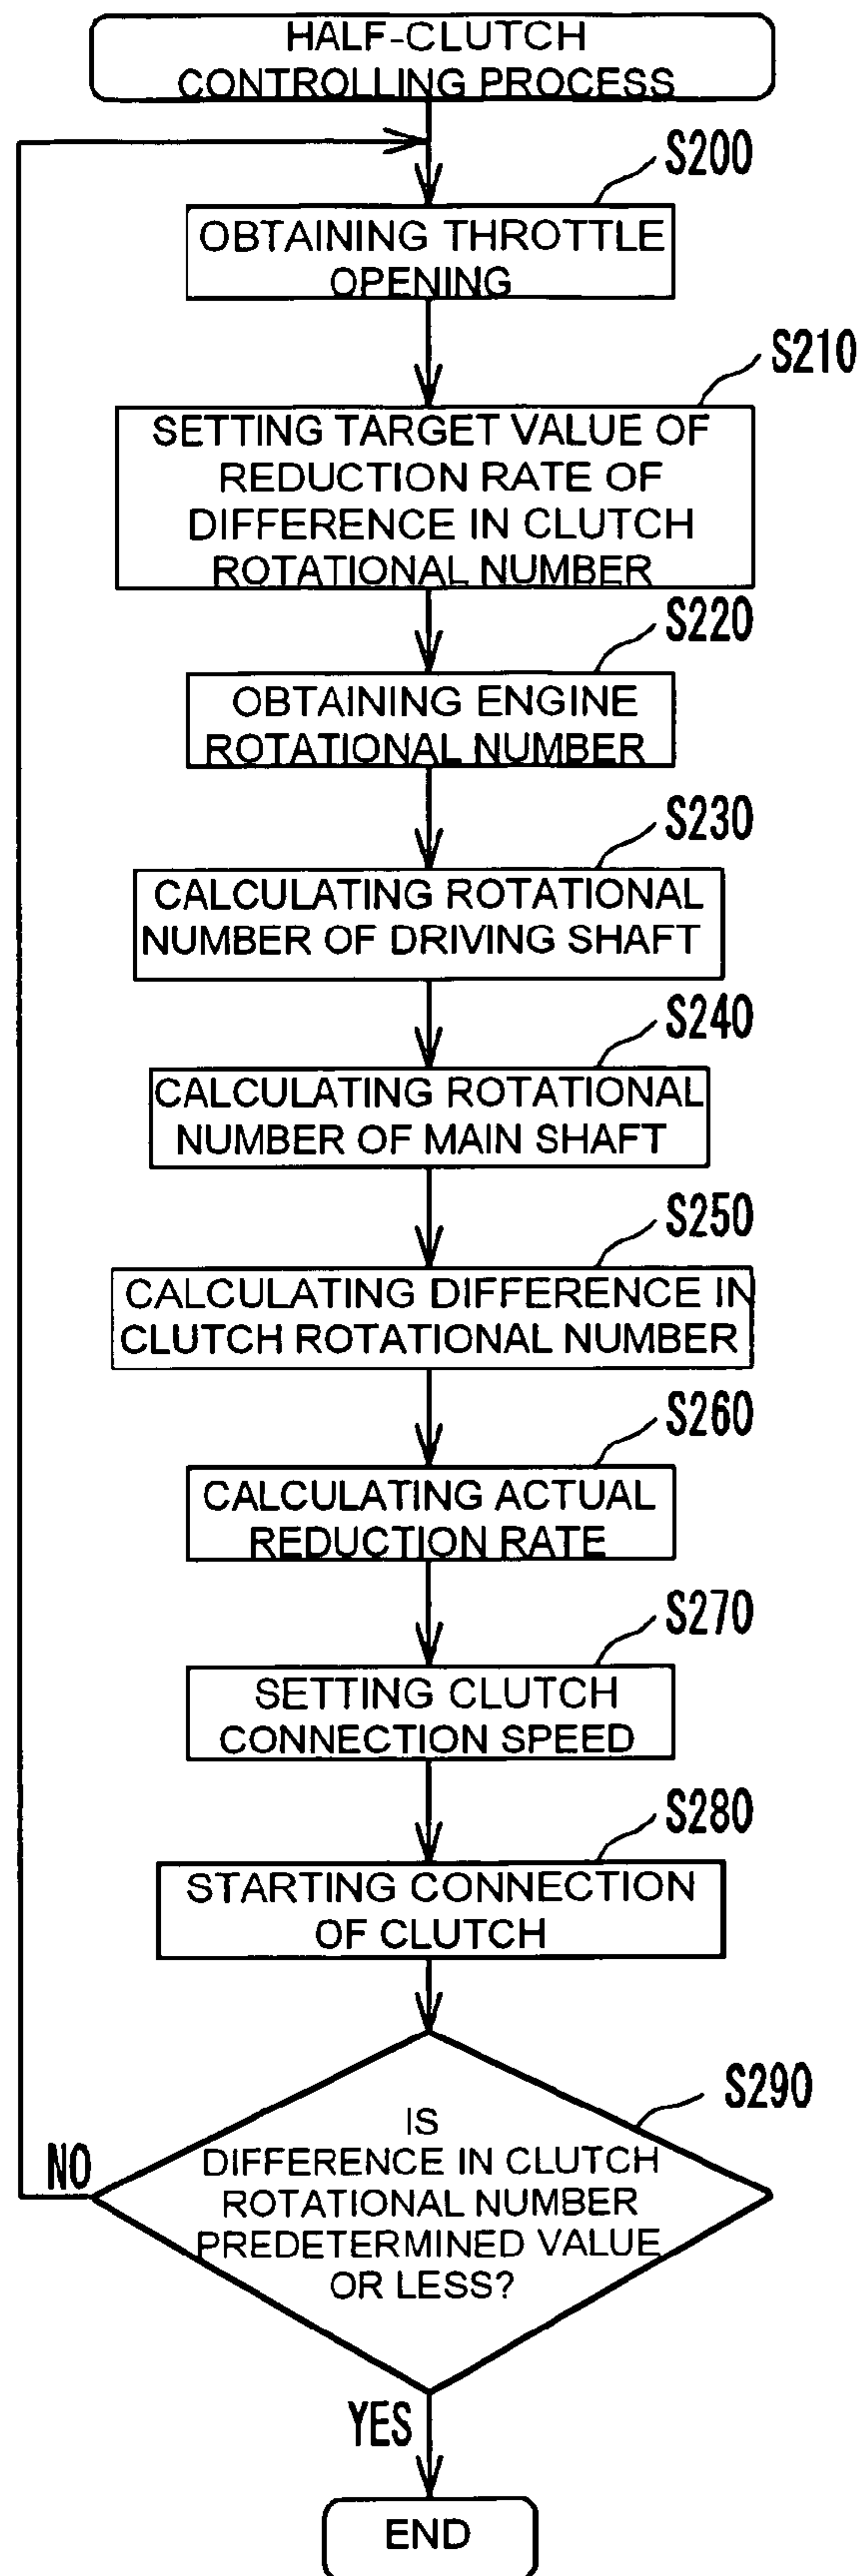 HALF-CLUTCH
CONTROLLING PROCESS
S200
OBTAINING THROTTLE
OPENING
S210
SETTING TARGET VALUE OF
REDUCTION RATE OF
DIFFERENCE IN CLUTCH
ROTATIONAL NUMBER
S220
OBTAINING ENGINE
ROTATIONAL NUMBER
S230
CALCULATING ROTATIONAL
NUMBER OF DRIVING SHAFT
S240
CALCULATING ROTATIONAL
NUMBER OF MAIN SHAFT
S250
CALCULATING DIFFERENCE IN
CLUTCH ROTATIONAL NUMBER
S260
CALCULATING ACTUAL
REDUCTION RATE
S270
SETTING CLUTCH
CONNECTION SPEED
S280
STARTING CONNECTION
OF CLUTCH
S290
IS
DIFFERENCE IN CLUTCH
ROTATIONAL NUMBER
PREDETERMINED VALUE
OR LESS?
NO
YES
END